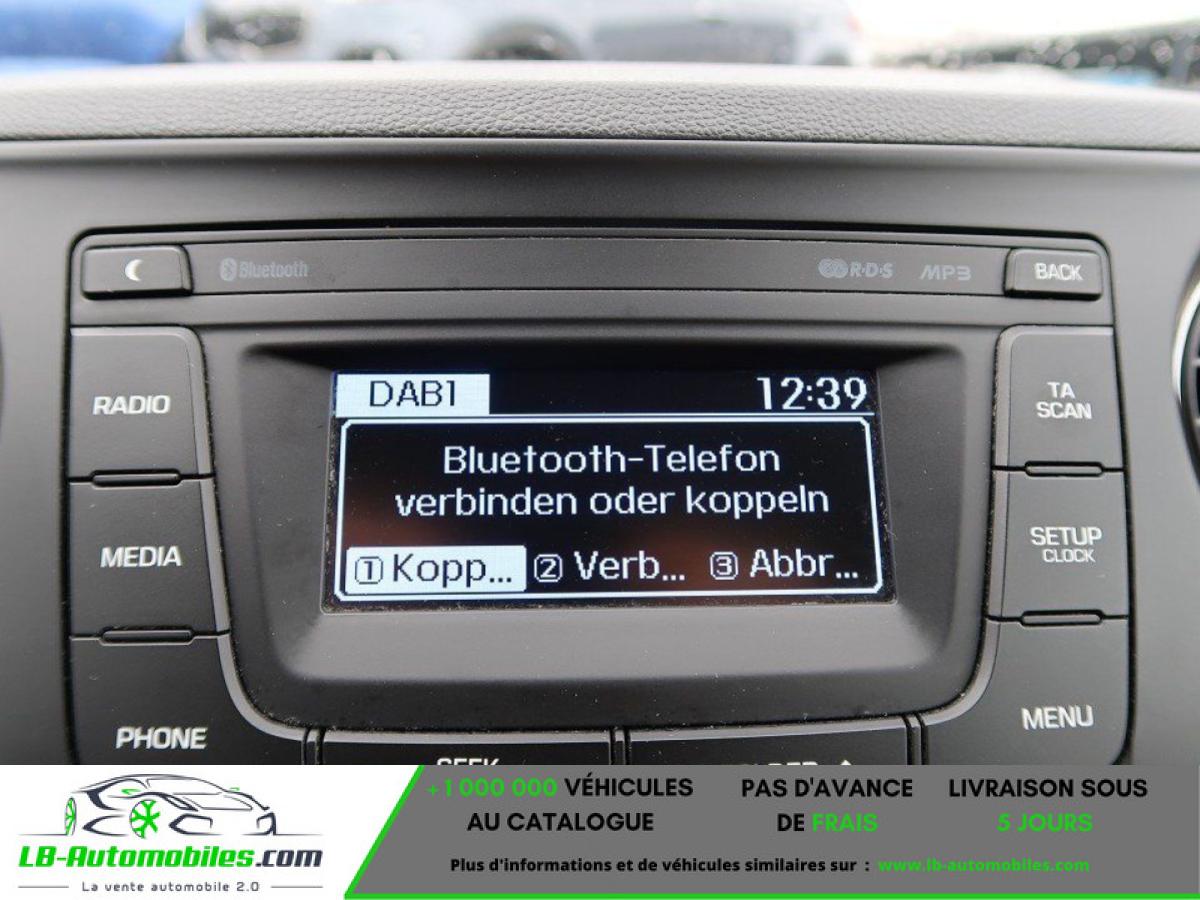 Bluetooth
R·D·S MP3 BACK
RADIO
MEDIA
PHONE
DAB1 12:39
Bluetooth-Telefon
verbinden oder koppeln
1 Kopp... 2 Verb... 3 Abbr...
TA
SCAN
SETUP
CLOCK
MENU
SEEK
LB-Automobiles.com
La vente automobile 2.0
+1 000 000 VÉHICULES
AU CATALOGUE
PAS D'AVANCE
DE FRAIS
LIVRAISON SOUS
5 JOURS
Plus d'informations et de véhicules similaires sur : www.lb-automobiles.com